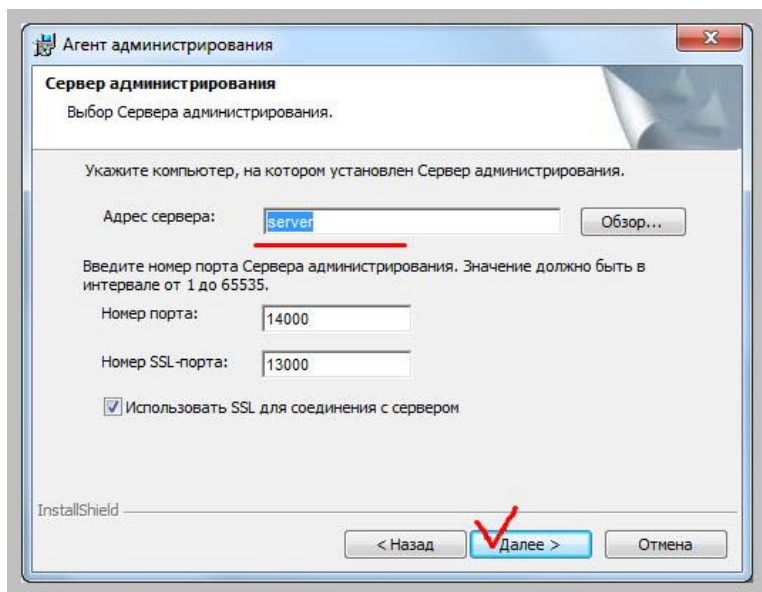 Агент администрирования
Сервер администрирования
Выбор Сервера администрирования.
Укажите компьютер, на котором установлен Сервер администрирования.
Адрес сервера:
server
Обзор...
Введите номер порта Сервера администрирования. Значение должно быть в
интервале от 1 до 65535.
Номер порта:
14000
Номер SSL-порта:
13000
Использовать SSL для соединения с сервером
InstallShield
< Назад
Далее >
Отмена